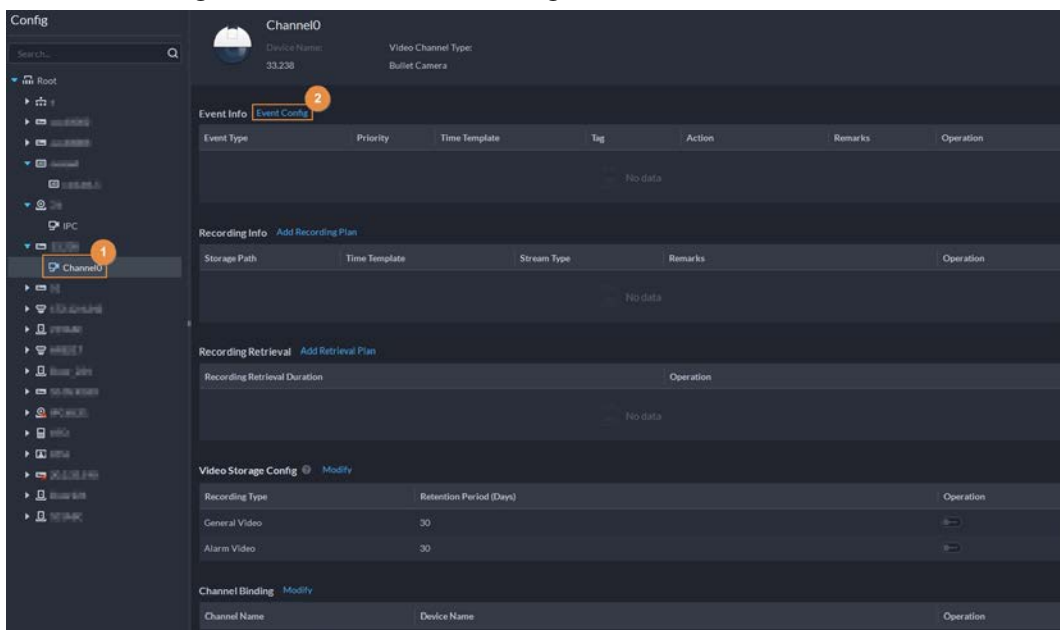 Config
Search...
Root
IPC
1
Channel0
Channel0
Device Name: Video Channel Type:
33.238 Bullet Camera
2
Event Info Event Config
Event Type Priority Time Template Tag Action Remarks Operation
No data
Recording Info Add Recording Plan
Storage Path Time Template Stream Type Remarks Operation
No data
Recording Retrieval Add Retrieval Plan
Recording Retrieval Duration Operation
No data
Video Storage Config Modify
Recording Type Retention Period (Days) Operation
General Video 30
Alarm Video 30
Channel Binding Modify
Channel Name Device Name Operation